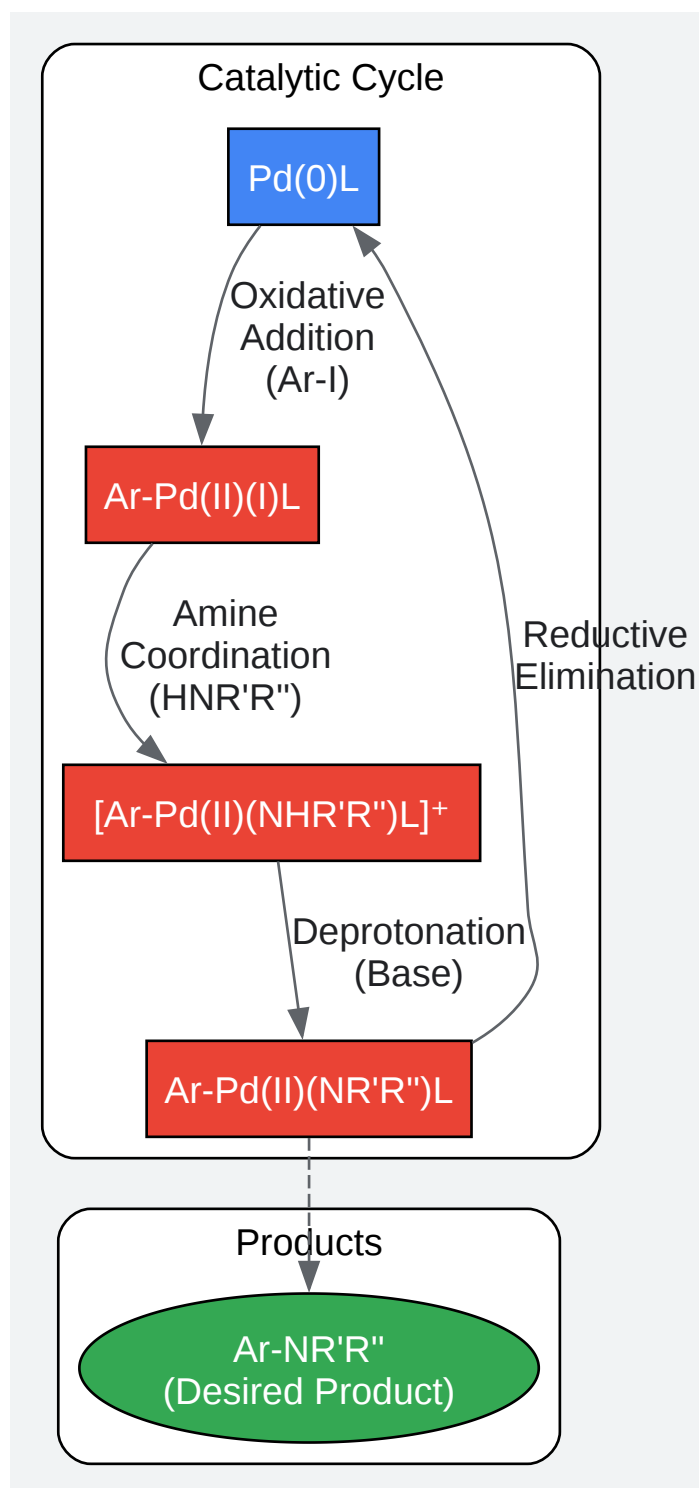 Catalytic Cycle
Pd(0)L
Oxidative
Addition
(Ar-I)
Ar-Pd(II)(I)L
Amine
Coordination
(HNR'R")
Reductive
Elimination
[Ar-Pd(II)(NHR'R")L]⁺
Deprotonation
(Base)
Ar-Pd(II)(NR'R")L
Products
Ar-NR'R"
(Desired Product)